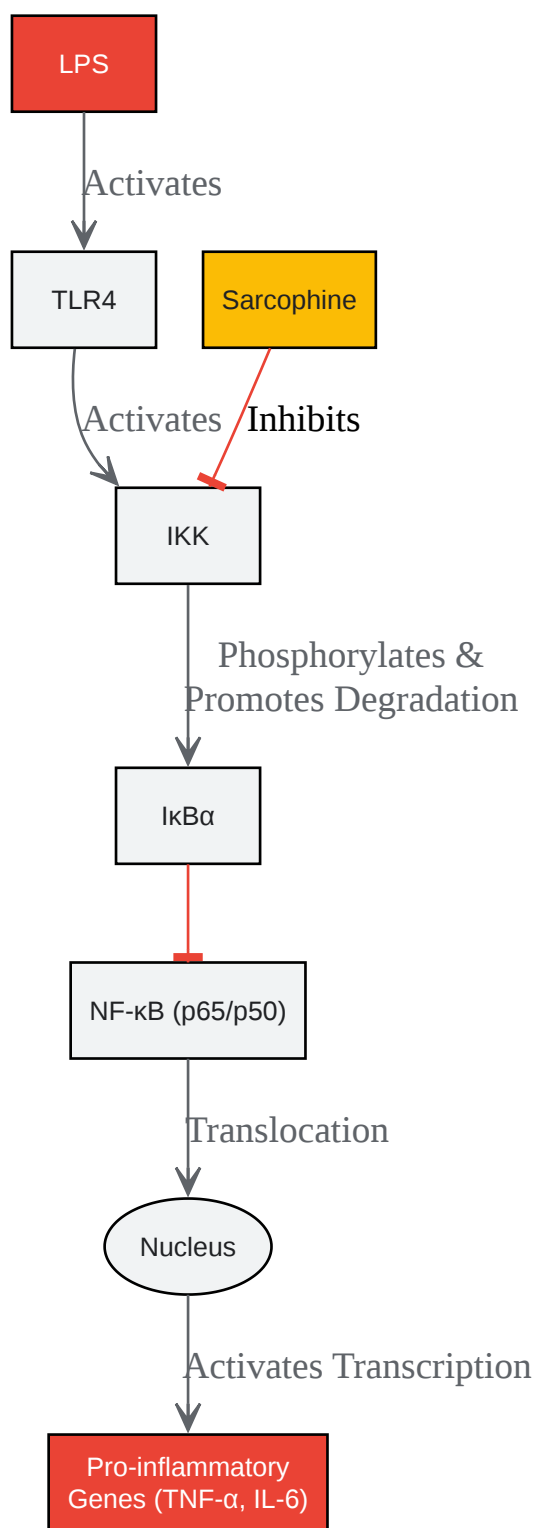 LPS
Activates
TLR4
Sarcophine
Activates
Inhibits
IKK
Phosphorylates &
Promotes Degradation
IκBα
NF-κB (p65/p50)
Translocation
Nucleus
Activates Transcription
Pro-inflammatory
Genes (TNF-α, IL-6)